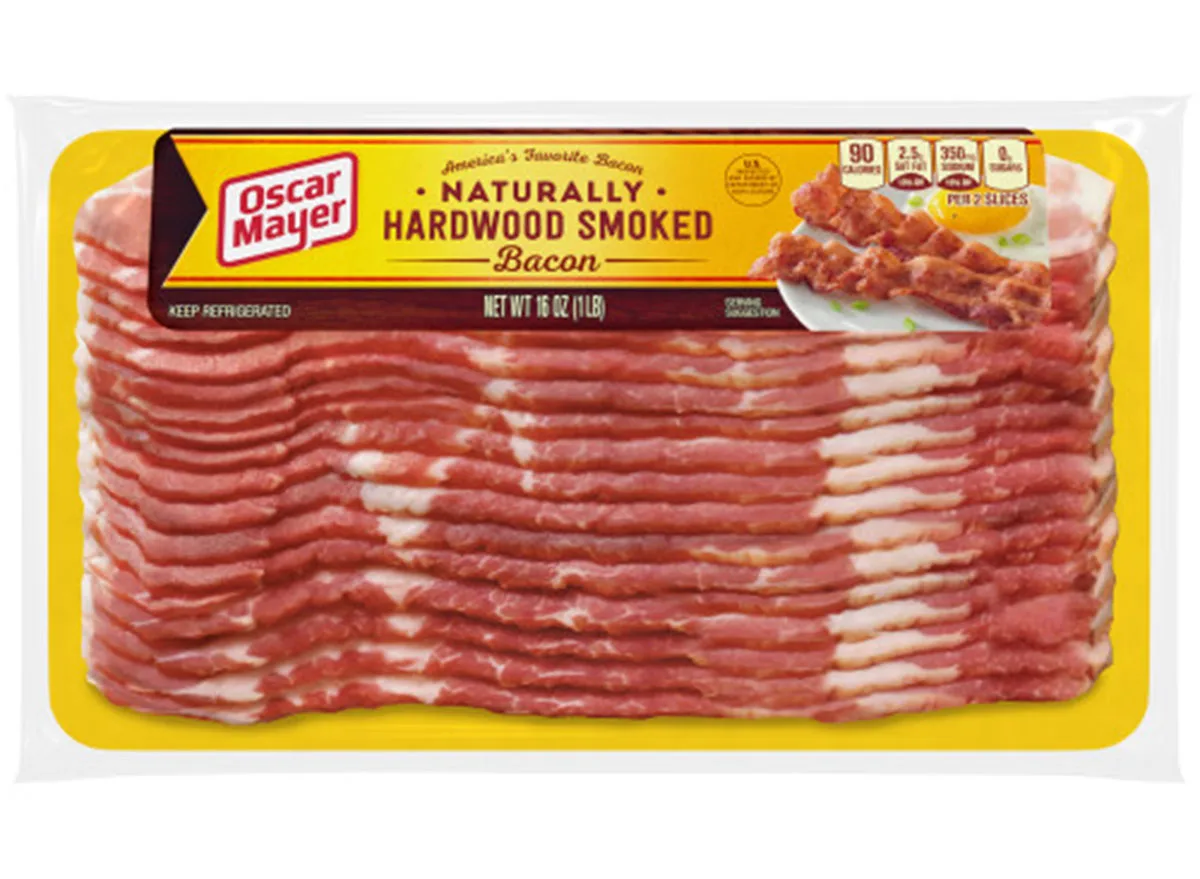 Oscar
Mayer
America's Favorite Bacon
• NATURALLY •
HARDWOOD SMOKED
Bacon
KEEP REFRIGERATED
NET WT 16 OZ (1 LB)
SERVING
SUGGESTION
U.S.
90
CALORIES
2.5g
SAT FAT
350mg
SODIUM
0g
SUGARS
PER 2 SLICES